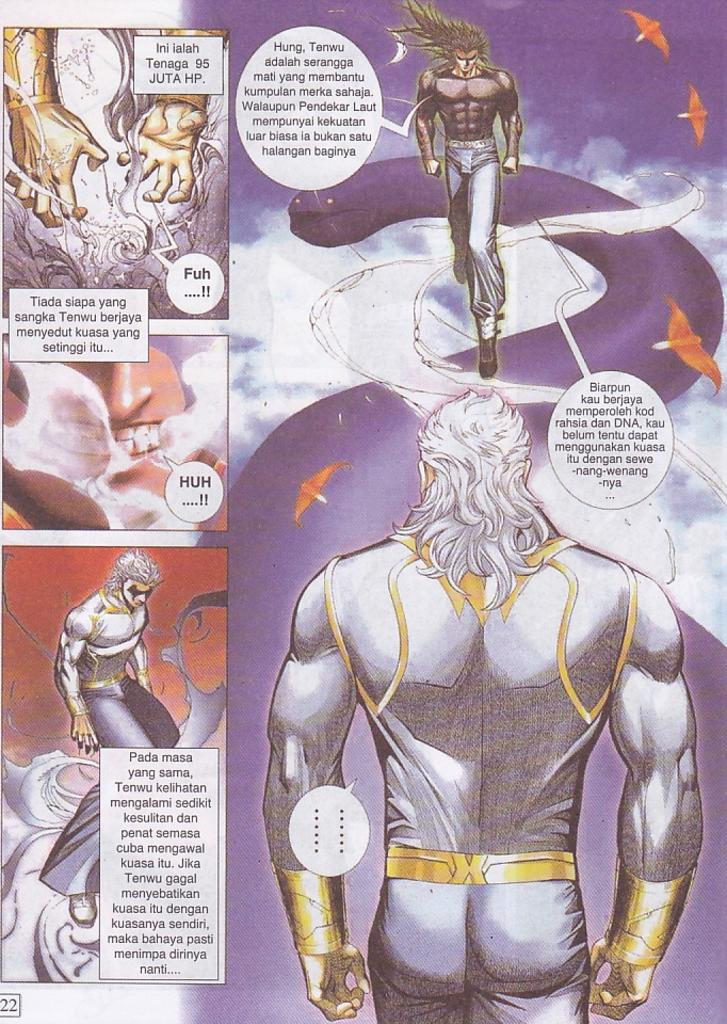 Ini ialah
Tenaga 95
JUTA HP.
Fuh
....!!
Tiada siapa yang
sangka Tenwu berjaya
menyedut kuasa yang
setinggi itu...
HUH
....!!
Pada masa
yang sama,
Tenwu kelihatan
mengalami sedikit
kesulitan dan
penat semasa
cuba mengawal
kuasa itu. Jika
Tenwu gagal
menyebatikan
kuasa itu dengan
kuasanya sendiri,
maka bahaya pasti
menimpa dirinya
nanti....
Hung, Tenwu
adalah serangga
mati yang membantu
kumpulan merka sahaja.
Walaupun Pendekar Laut
mempunyai kekuatan
luar biasa ia bukan satu
halangan baginya
Biarpun
kau berjaya
memperoleh kod
rahsia dan DNA, kau
belum tentu dapat
menggunakan kuasa
itu dengan sewe
-nang-wenang
-nya
...
......
......
22